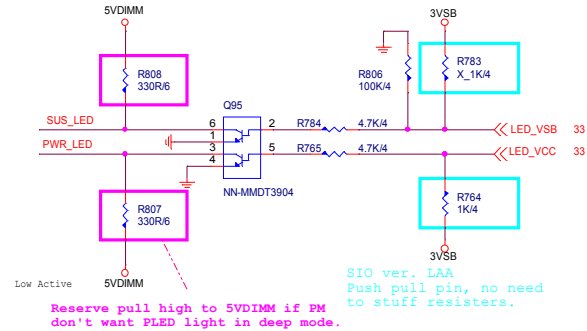 5VDIMM
3VSB
R808
330R/6
R806
100K/4
R783
X_1K/4
Q95
SUS_LED
6
2
R784
4.7K/4
LED_VSB 33
1
PWR_LED
3
5
R765
4.7K/4
LED_VCC 33
4
NN-MMDT3904
R807
330R/6
R764
1K/4
5VDIMM
3VSB
Low Active
SIO ver. LAA
Push pull pin, no need
to stuff resisters.
Reserve pull high to 5VDIMM if PM
don't want PLED light in deep mode.